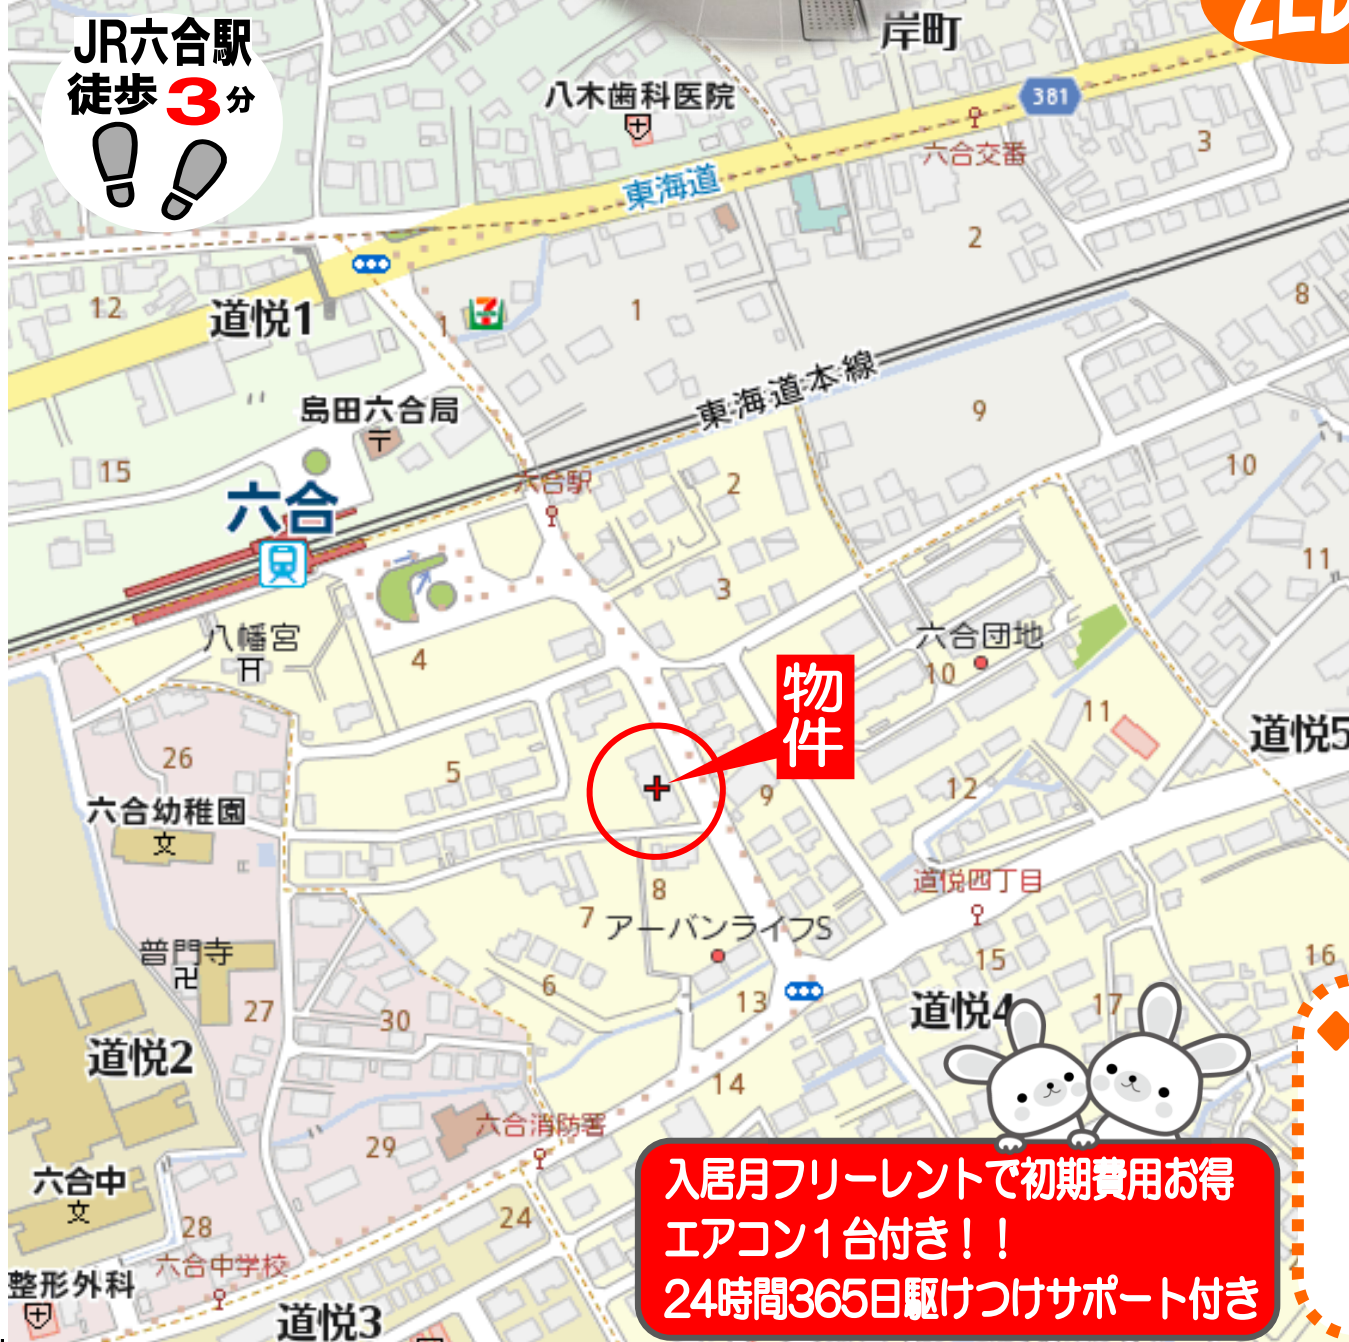 JR六合駅
徒歩3分
岸町
ZED
八木歯科医院
381
六合交番
3
東海道
2
12
道悦1
1
1
8
島田六合局
東海道本線
9
15
10
六合駅
2
六合
11
3
八幡宮
4
六合団地
10
物件
11
道悦5
26
5
9
12
六合幼稚園
文
道悦四丁目
8
7
アーバンライフS
普門寺
15
16
6
13
27
30
道悦4
17
道悦2
14
六合消防署
29
六合中
文
28
24
六合中学校
整形外科
道悦3
入居月フリーレントで初期費用お得
エアコン1台付き！！
24時間365日駆けつけサポート付き